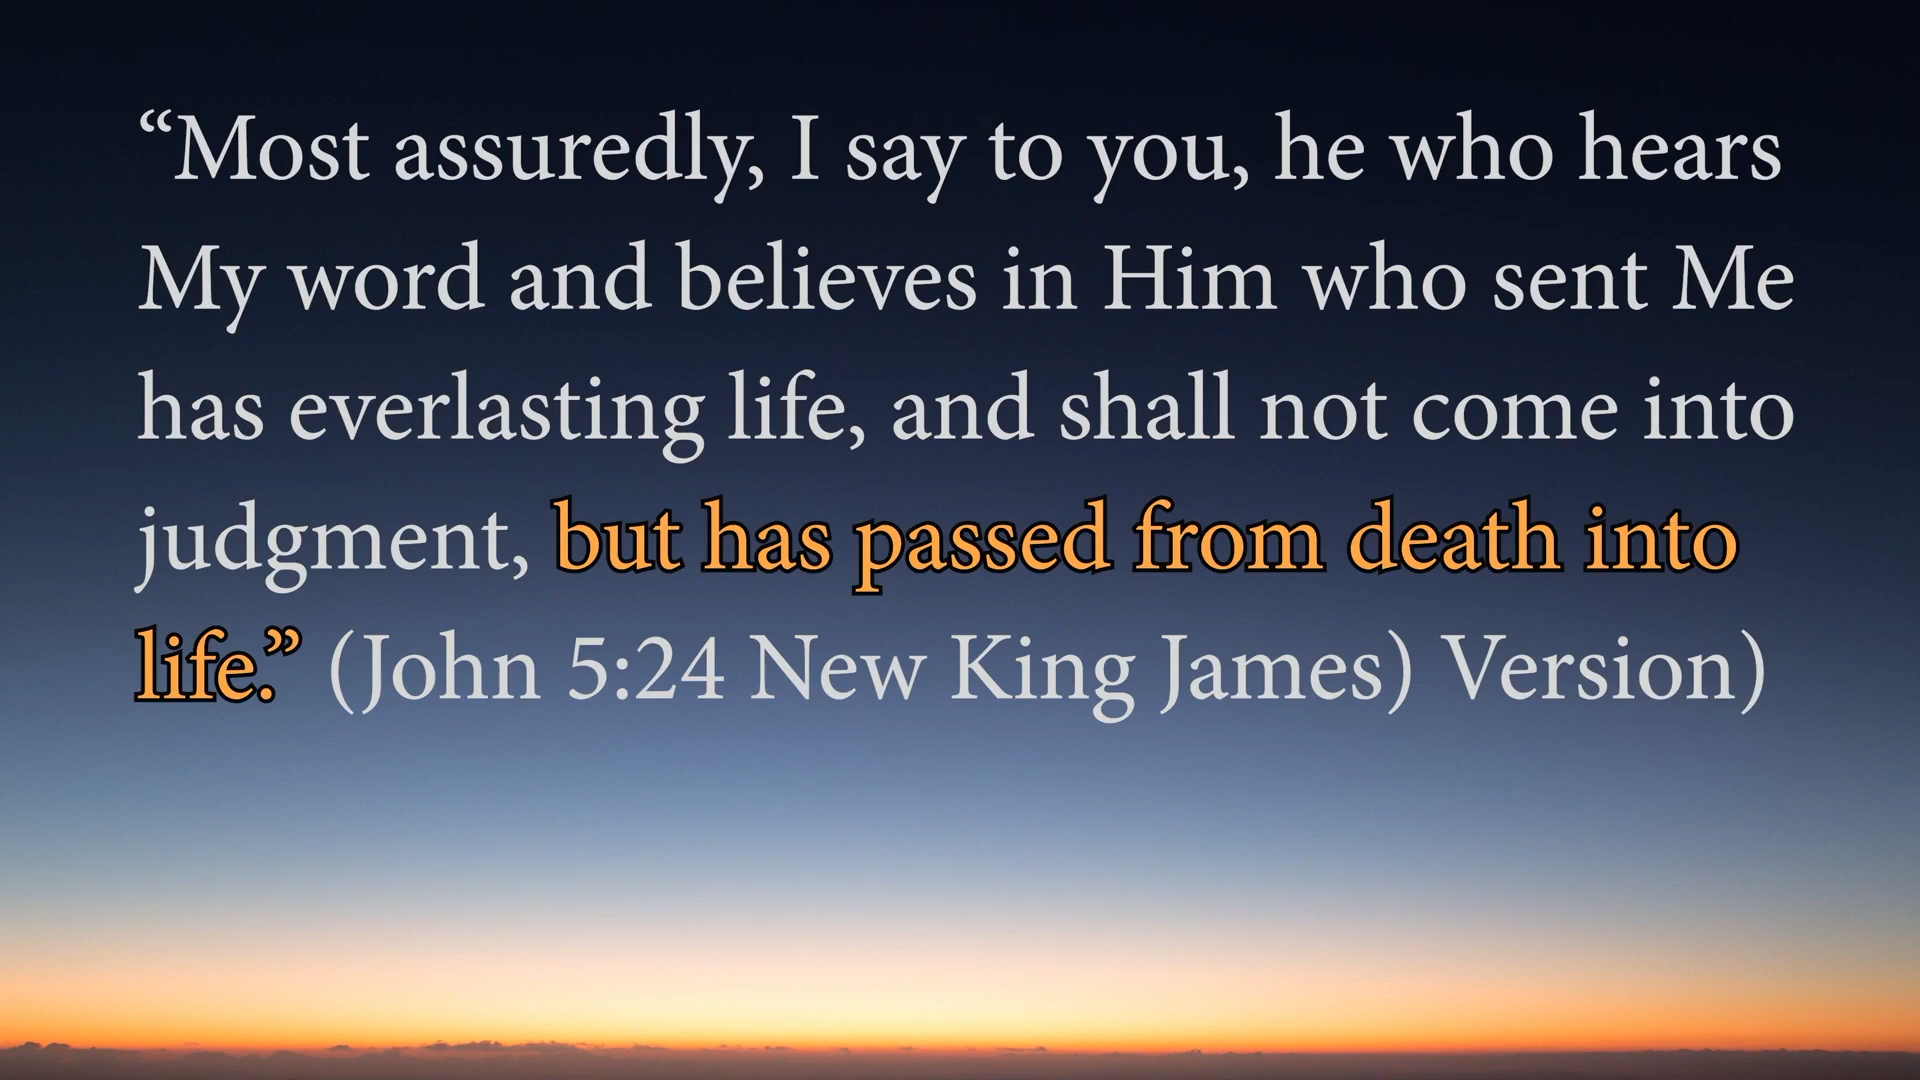 “Most assuredly, I say to you, he who hears
My word and believes in Him who sent Me
has everlasting life, and shall not come into
judgment, but has passed from death into
life.” (John 5:24 New King James) Version)